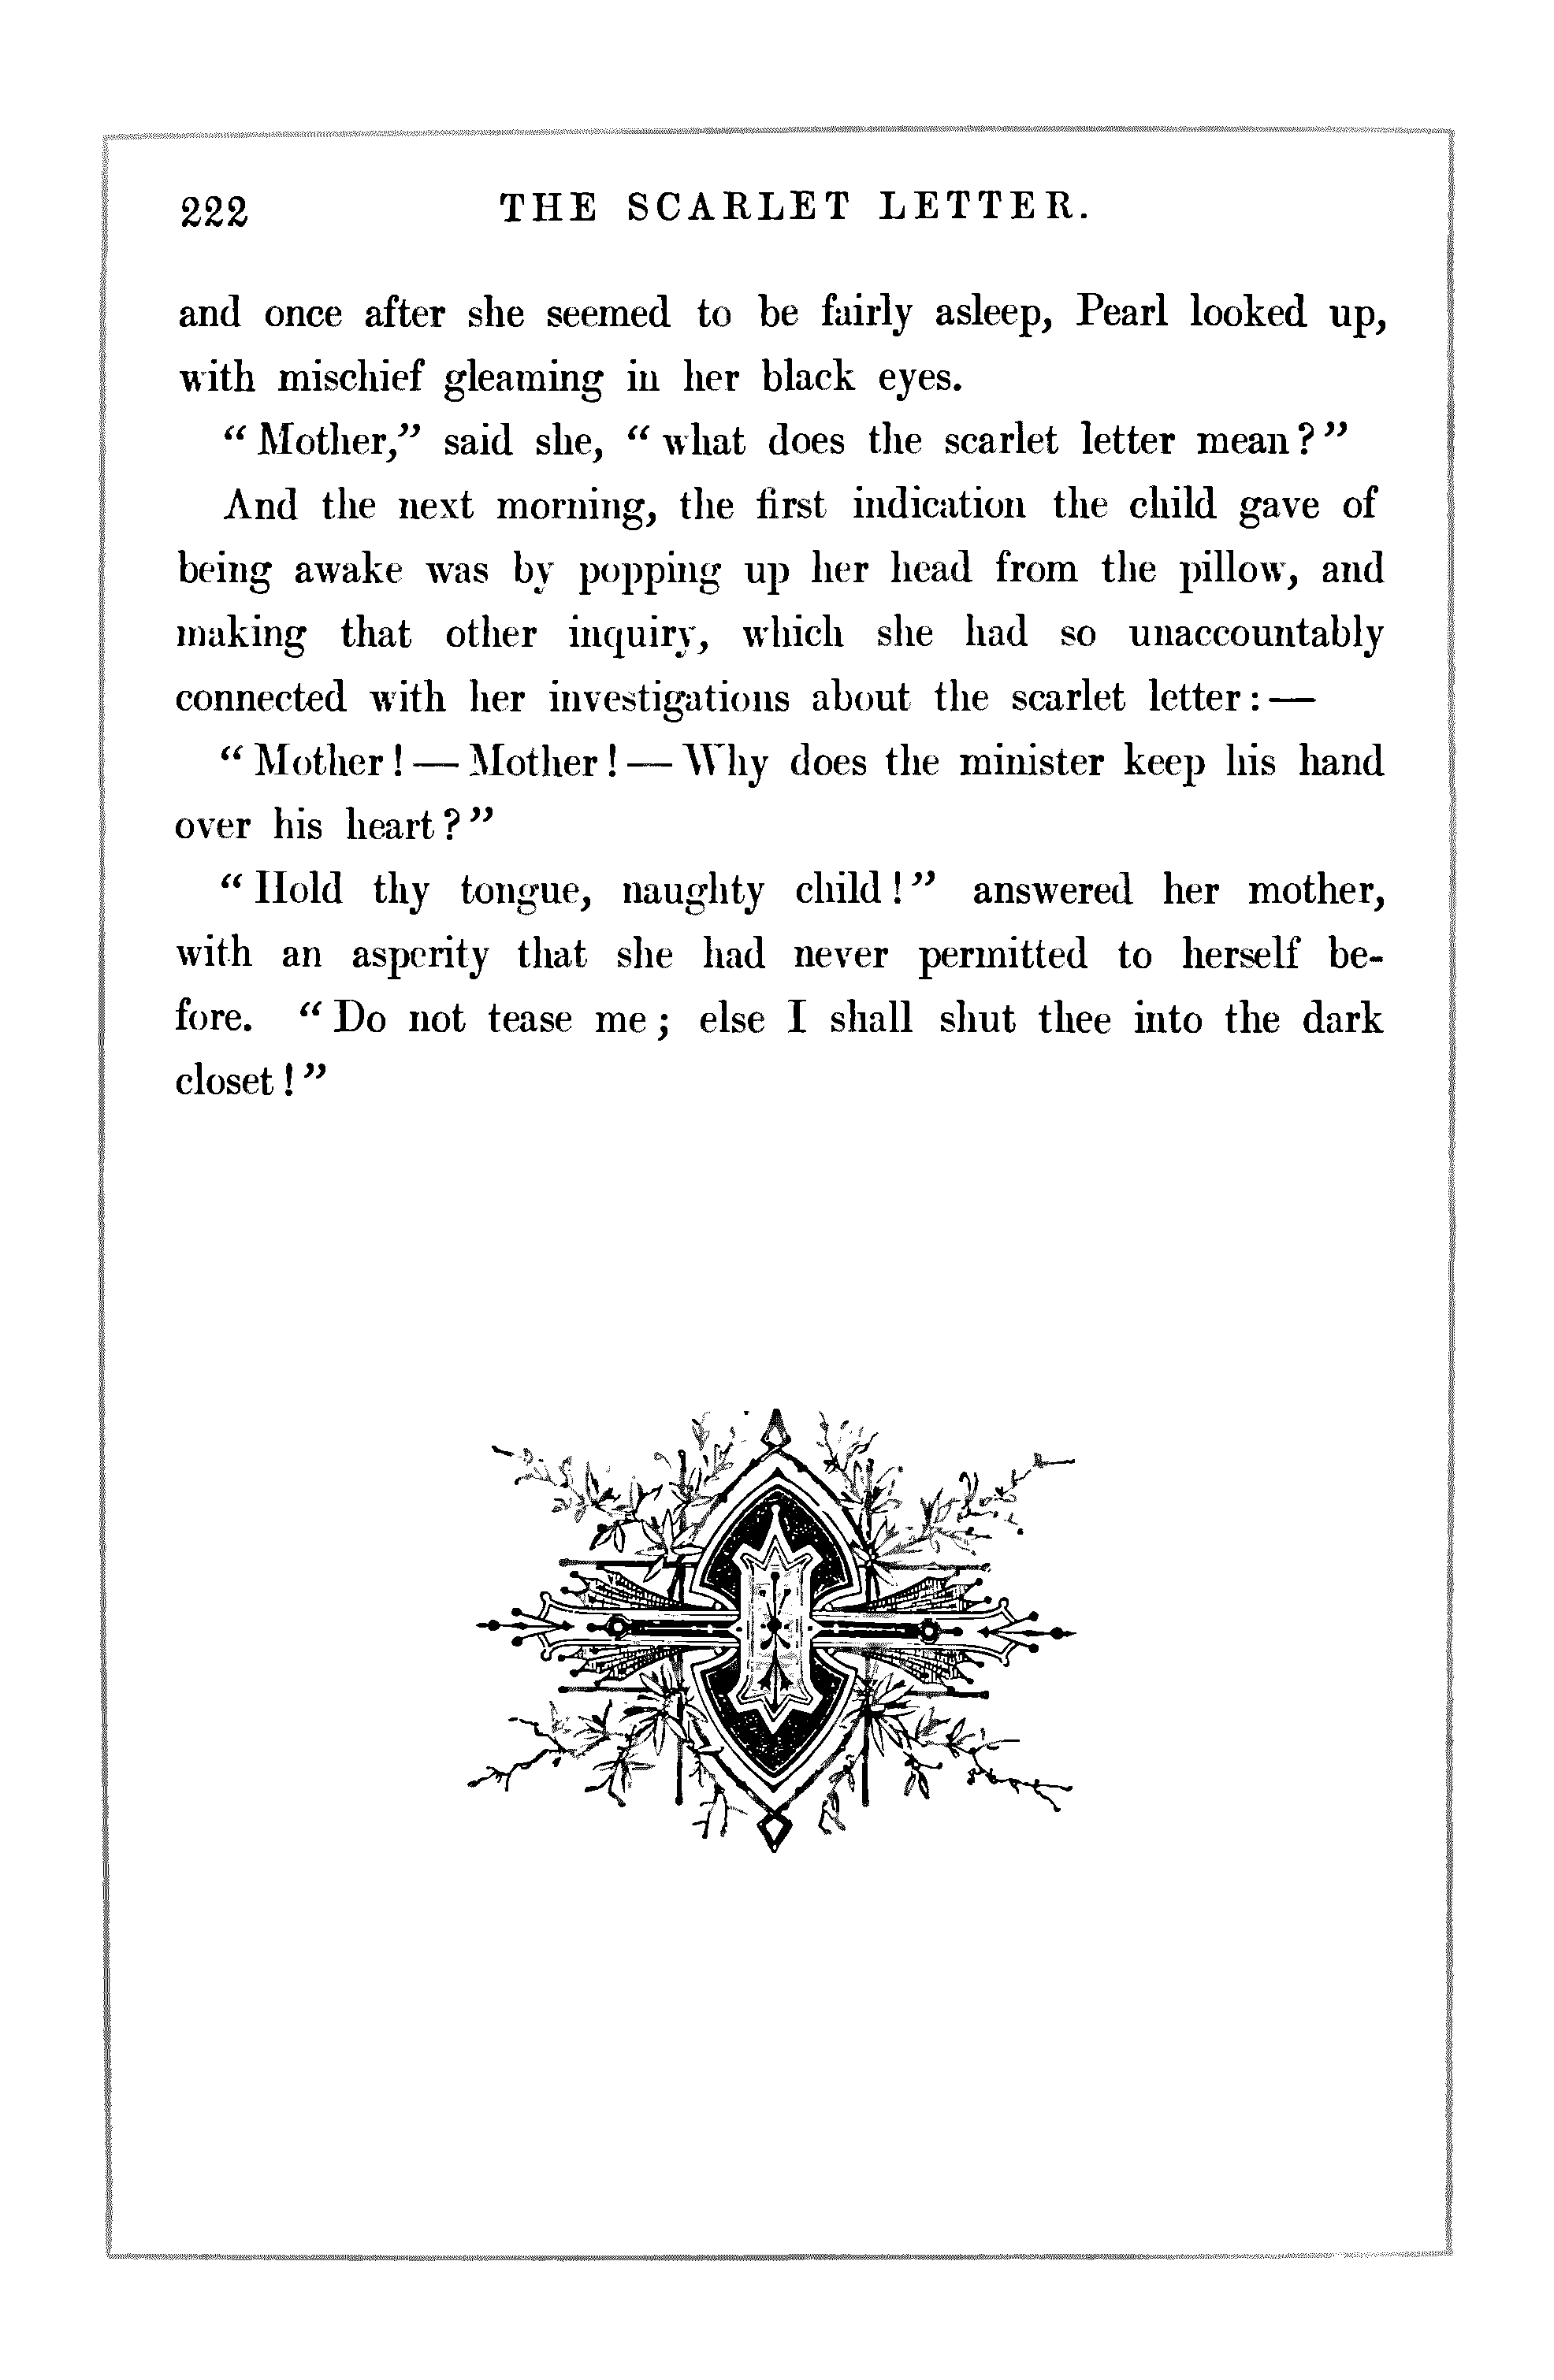 222 THE SCARLET LETTER.
and once after she seemed to be fairly asleep, Pearl looked up,
with mischief gleaming in her black eyes.
“Mother,” said she, “what does the scarlet letter mean?”
And the next morning, the first indication the child gave of
being awake was by popping up her head from the pillow, and
making that other inquiry, which she had so unaccountably
connected with her investigations about the scarlet letter:—
“Mother!—Mother!—Why does the minister keep his hand
over his heart?”
“Hold thy tongue, naughty child!” answered her mother,
with an asperity that she had never permitted to herself be-
fore. “Do not tease me; else I shall shut thee into the dark
closet!”